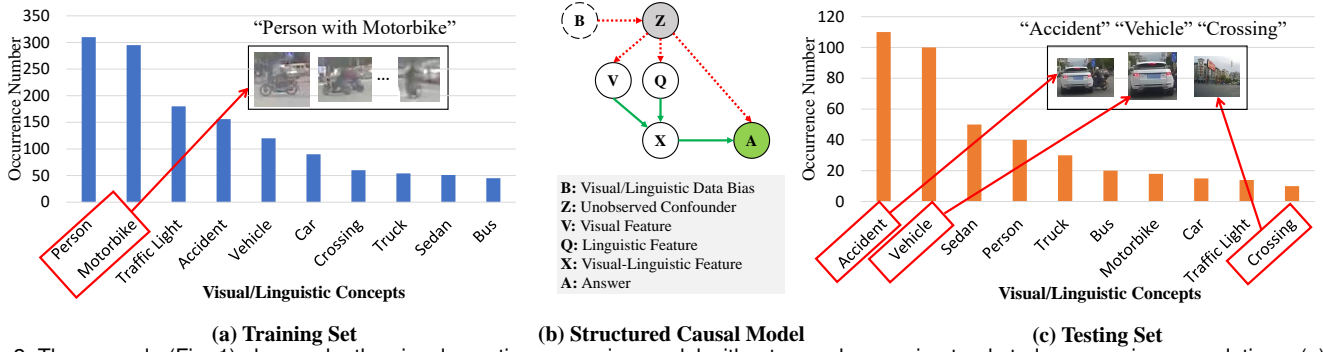 350
300
250
200
150
100
50
0
Occurrence Number
"Person with Motorbike"
...
Person
Motorbike
Traffic Light
Accident
Vehicle
Car
Crossing
Truck
Sedan
Bus
Visual/Linguistic Concepts
(a) Training Set
B
Z
V
Q
X
A
B: Visual/Linguistic Data Bias
Z: Unobserved Confounder
V: Visual Feature
Q: Linguistic Feature
X: Visual-Linguistic Feature
A: Answer
(b) Structured Causal Model
120
100
80
60
40
20
0
Occurrence Number
"Accident" "Vehicle" "Crossing"
Accident
Vehicle
Sedan
Person
Truck
Bus
Motorbike
Car
Traffic Light
Crossing
Visual/Linguistic Concepts
(c) Testing Set